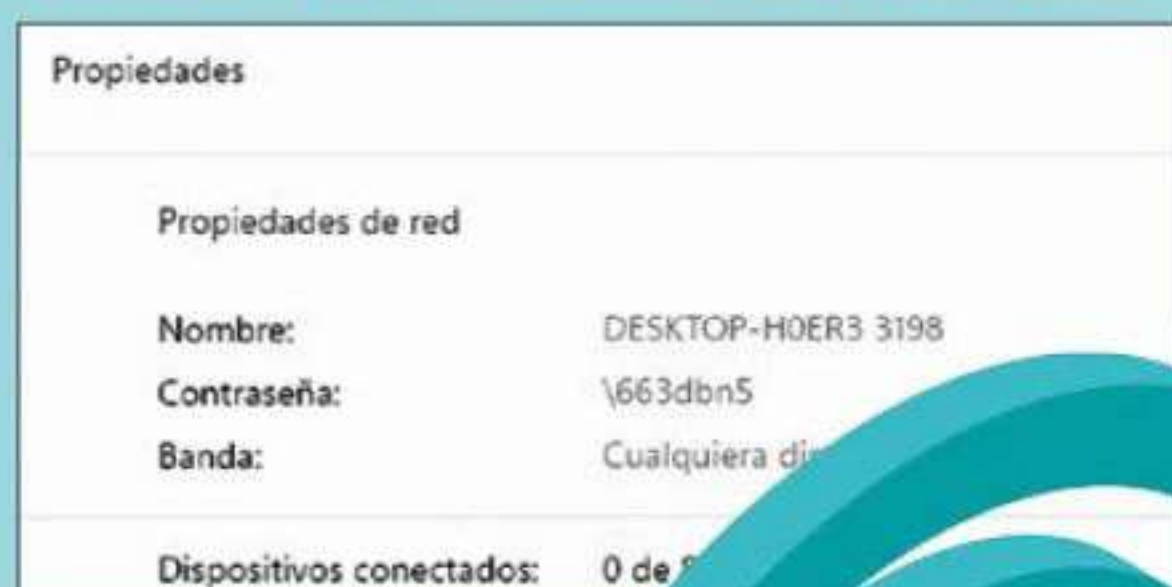 Propiedades
Propiedades de red
Nombre: DESKTOP-H0ER3 3198
Contraseña: \663dbn5
Banda: Cualquiera
Dispositivos conectados: 0 de